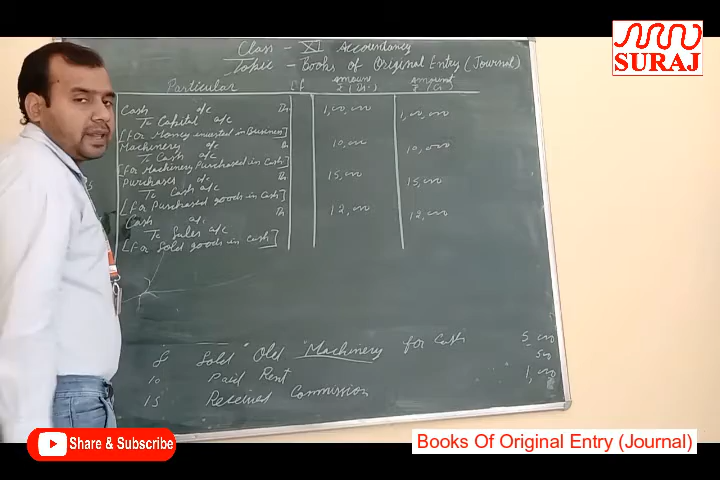 SURAJ
Class - XI Accountancy
Topic - Books of Original Entry (Journal)
Particular Lf Amount ₹ (Dr.) Amount ₹ (Cr.)
Cash a/c Dr 1,00,000
To Capital a/c 1,00,000
[For Money invested in Business]
Machinery a/c Dr 10,000
To Cash a/c 10,000
[For Machinery Purchased in Cash]
Purchases a/c Dr 15,000
To Cash a/c 15,000
[For Purchased goods in Cash]
Cash a/c Dr 12,000
To Sales a/c 12,000
[For Sold goods in Cash]
8 Sold "Old Machinery for Cash 5,000
10 Paid Rent 500
15 Received Commission 1,000
Share & Subscribe
Books Of Original Entry (Journal)